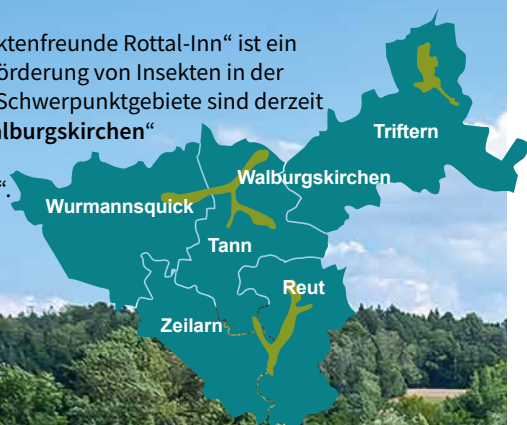 ktenfreunde Rottal-Inn“ ist ein
örderung von Insekten in der
Schwerpunktgebiete sind derzeit
lburgskirchen“
“.
Triftern
Walburgskirchen
Wurmannsquick
Tann
Reut
Zeilarn